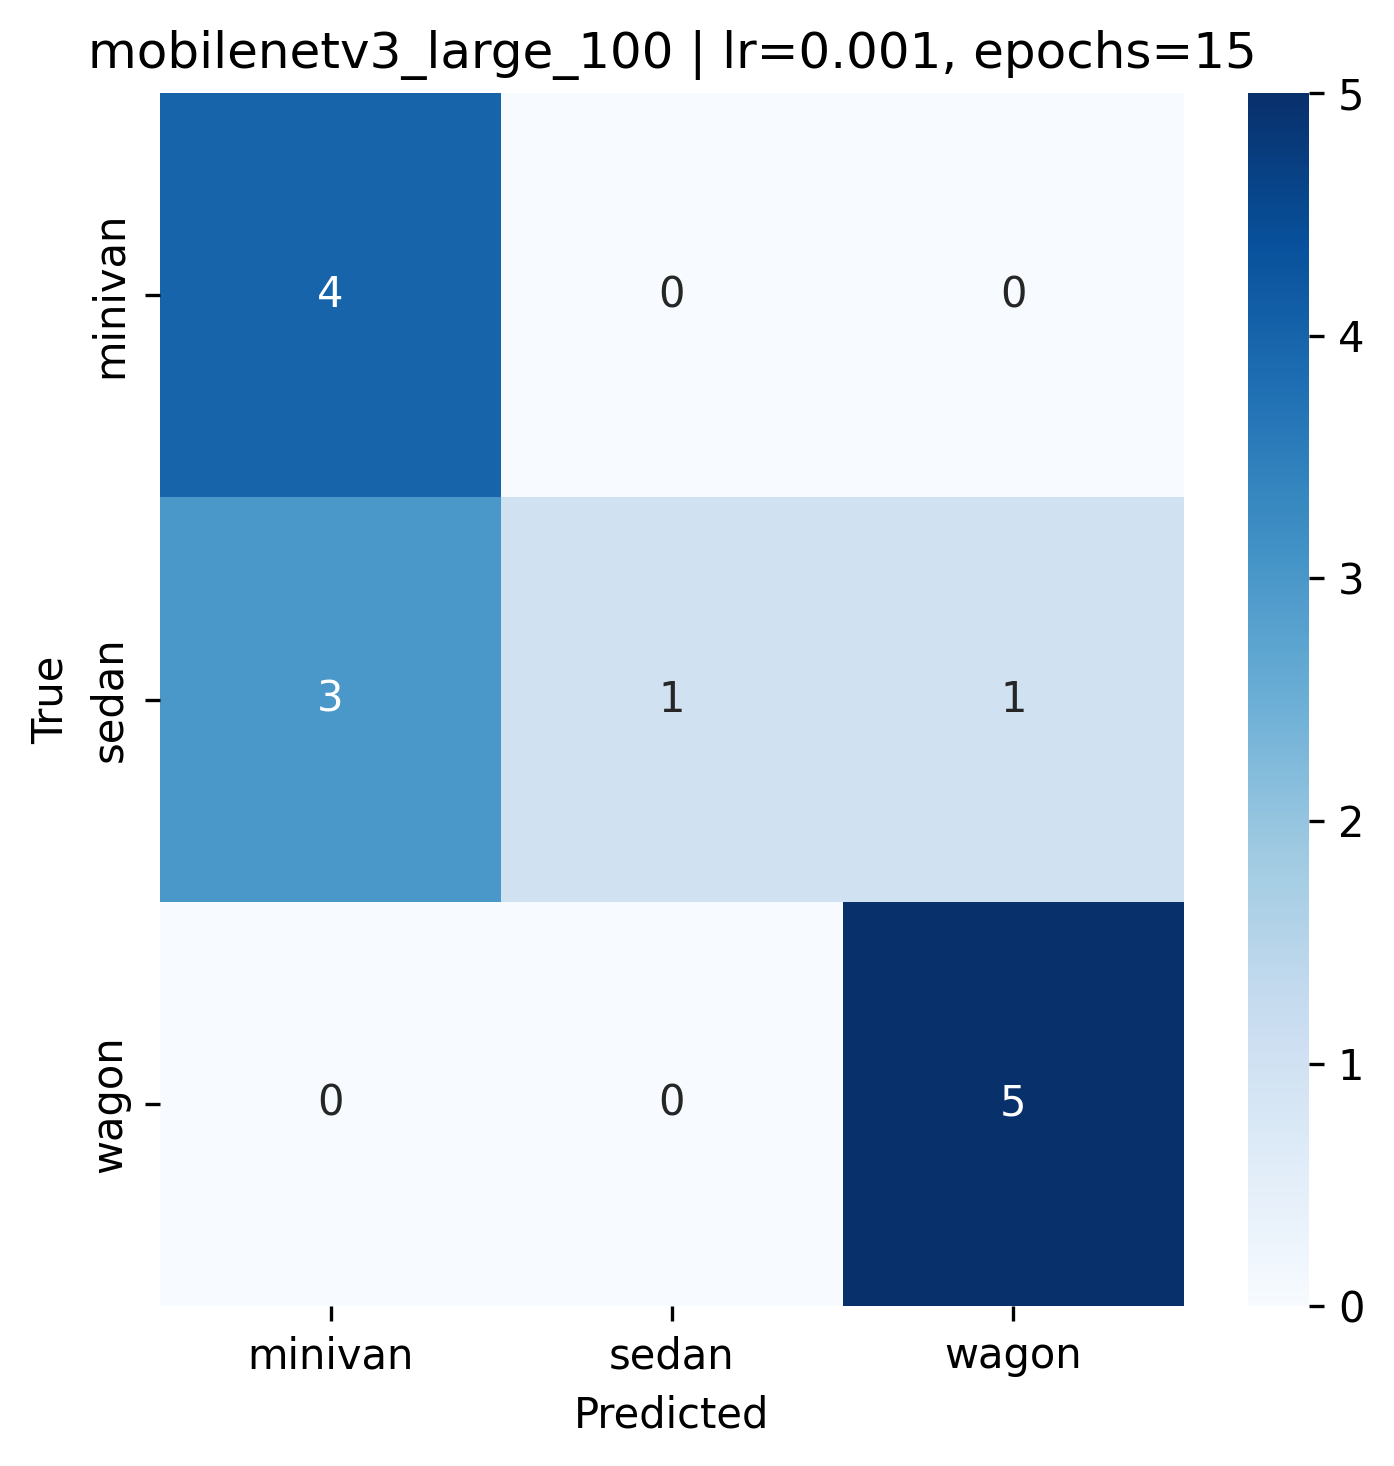 mobilenetv3_large_100 | lr=0.001, epochs=15
minivan
sedan
wagon
True
4 0 0
3 1 1
0 0 5
minivan sedan wagon
Predicted
5
4
3
2
1
0